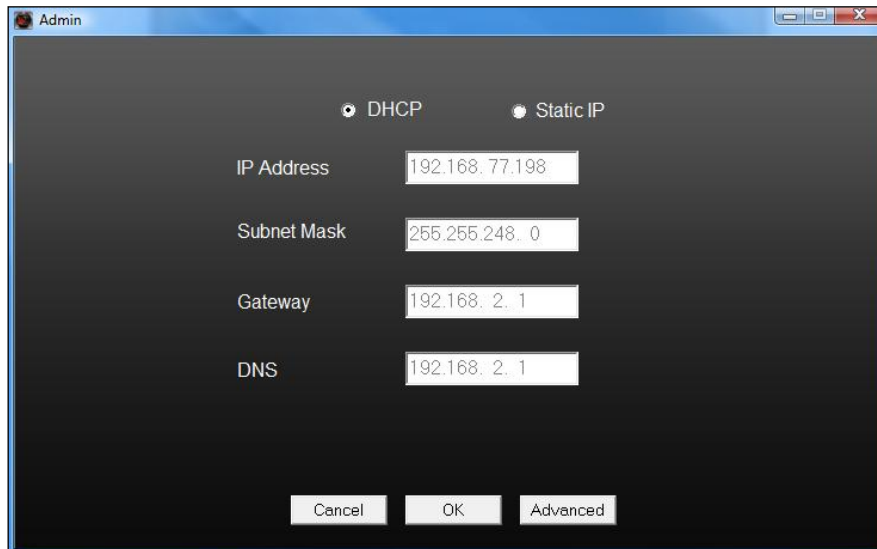 Admin
DHCP Static IP
IP Address 192.168. 77.198
Subnet Mask 255.255.248. 0
Gateway 192.168. 2. 1
DNS 192.168. 2. 1
Cancel OK Advanced